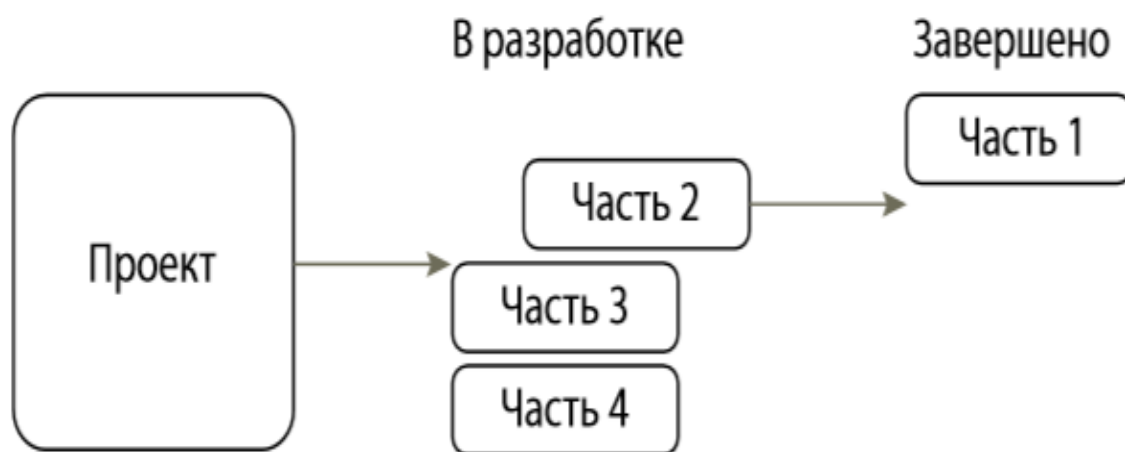 В разработке
Завершено
Часть 1
Часть 2
Проект
Часть 3
Часть 4